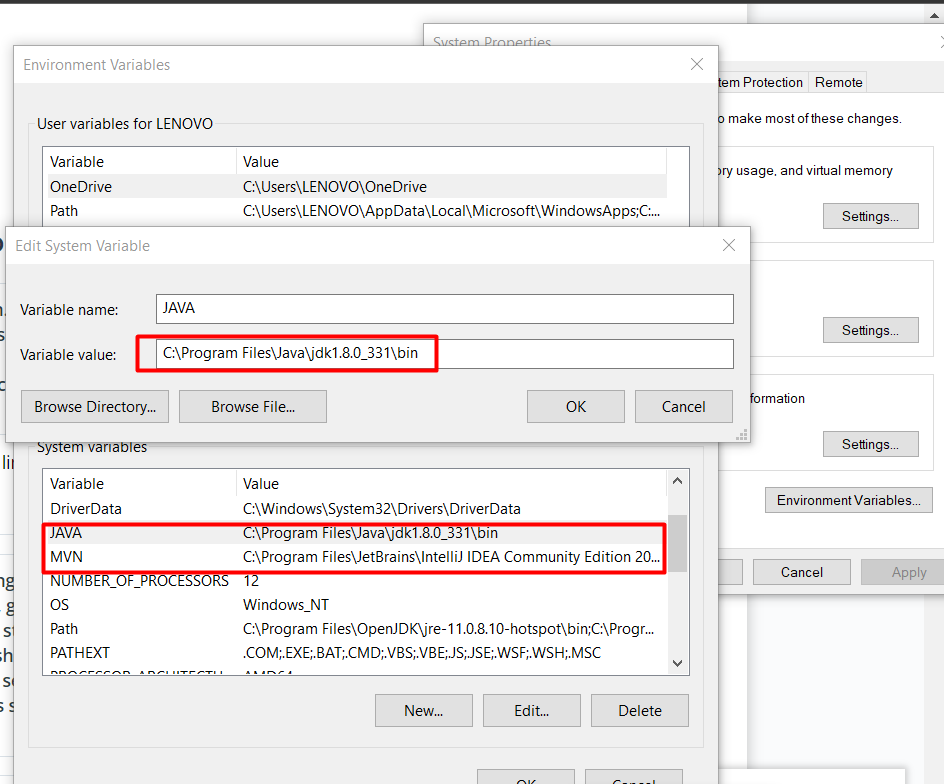 System Properties
Environment Variables
tem Protection
Remote
User variables for LENOVO
o make most of these changes.
Variable Value
OneDrive C:\Users\LENOVO\OneDrive
ory usage, and virtual memory
Path C:\Users\LENOVO\AppData\Local\Microsoft\WindowsApps;C:...
Settings...
Edit System Variable
Variable name: JAVA
Settings...
Variable value: C:\Program Files\Java\jdk1.8.0_331\bin
Browse Directory... Browse File... OK Cancel
formation
Settings...
System variables
Variable Value
Environment Variables...
DriverData C:\Windows\System32\Drivers\DriverData
JAVA C:\Program Files\Java\jdk1.8.0_331\bin
MVN C:\Program Files\JetBrains\IntelliJ IDEA Community Edition 20...
Cancel Apply
NUMBER_OF_PROCESSORS 12
OS Windows_NT
Path C:\Program Files\OpenJDK\jre-11.0.8.10-hotspot\bin;C:\Progr...
PATHEXT .COM;.EXE;.BAT;.CMD;.VBS;.VBE;.JS;.JSE;.WSF;.WSH;.MSC
PROCESSOR_ARCHITECTU AMD64
New... Edit... Delete
OK Cancel